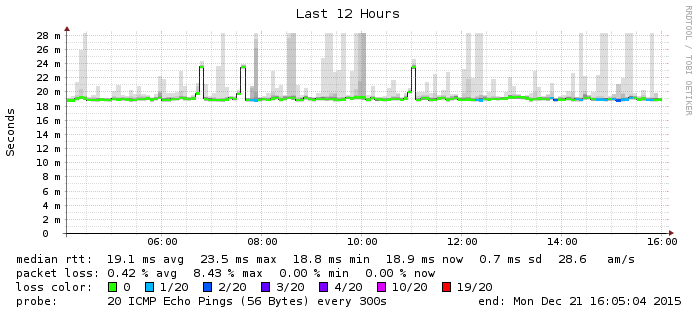 Last 12 Hours
RRDTOOL / TOBI OETIKER
Seconds
28 m
26 m
24 m
22 m
20 m
18 m
16 m
14 m
12 m
10 m
8 m
6 m
4 m
2 m
0
06:00 08:00 10:00 12:00 14:00 16:00
median rtt: 19.1 ms avg 23.5 ms max 18.8 ms min 18.9 ms now 0.7 ms sd 28.6 am/s
packet loss: 0.42 % avg 8.43 % max 0.00 % min 0.00 % now
loss color: 0 1/20 2/20 3/20 4/20 10/20 19/20
probe: 20 ICMP Echo Pings (56 Bytes) every 300s end: Mon Dec 21 16:05:04 2015